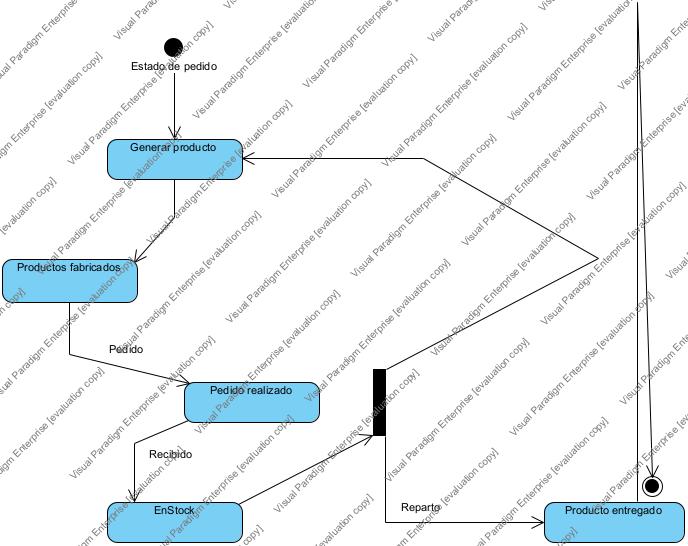 Estado de pedido
Generar producto
Productos fabricados
Pedido
Pedido realizado
Recibido
EnStock
Reparto
Producto entregado
Visual Paradigm Enterprise [evaluation copy]